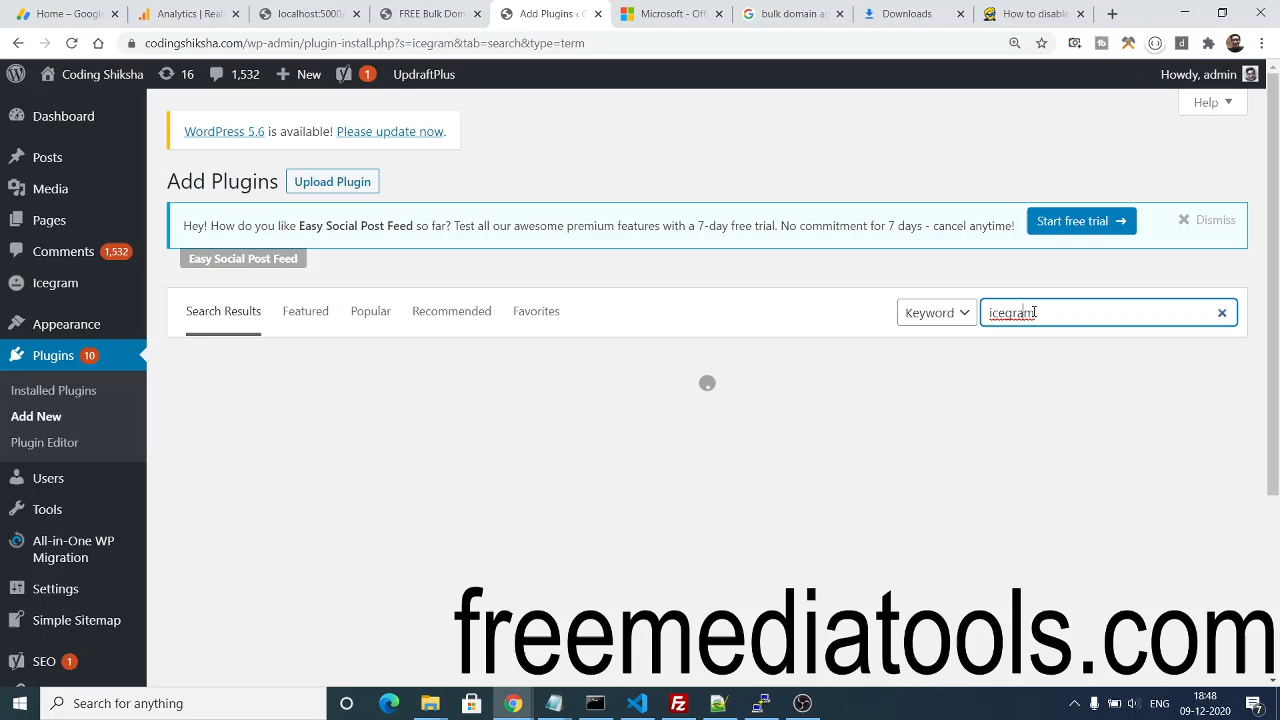 Home - Google
Analytics | Real
localhost:5000/
FREE Bulk Dom
Add Plugins ‹ C
Microsoft - Offi
bulk domain ag
Downloads
How to disable
codingshiksha.com/wp-admin/plugin-install.php?s=icegram&tab=search&type=term
Coding Shiksha
16
1,532
New
1
UpdraftPlus
Howdy, admin
Help
WordPress 5.6 is available! Please update now.
Add Plugins
Upload Plugin
Hey! How do you like Easy Social Post Feed so far? Test all our awesome premium features with a 7-day free trial. No commitment for 7 days - cancel anytime!
Start free trial →
Dismiss
Easy Social Post Feed
Search Results
Featured
Popular
Recommended
Favorites
Keyword
icegram
Dashboard
Posts
Media
Pages
Comments 1,532
Icegram
Appearance
Plugins 10
Installed Plugins
Add New
Plugin Editor
Users
Tools
All-in-One WP
Migration
Settings
Simple Sitemap
SEO 1
freemediatools.com
Search for anything
ENG
18:48
09-12-2020
7